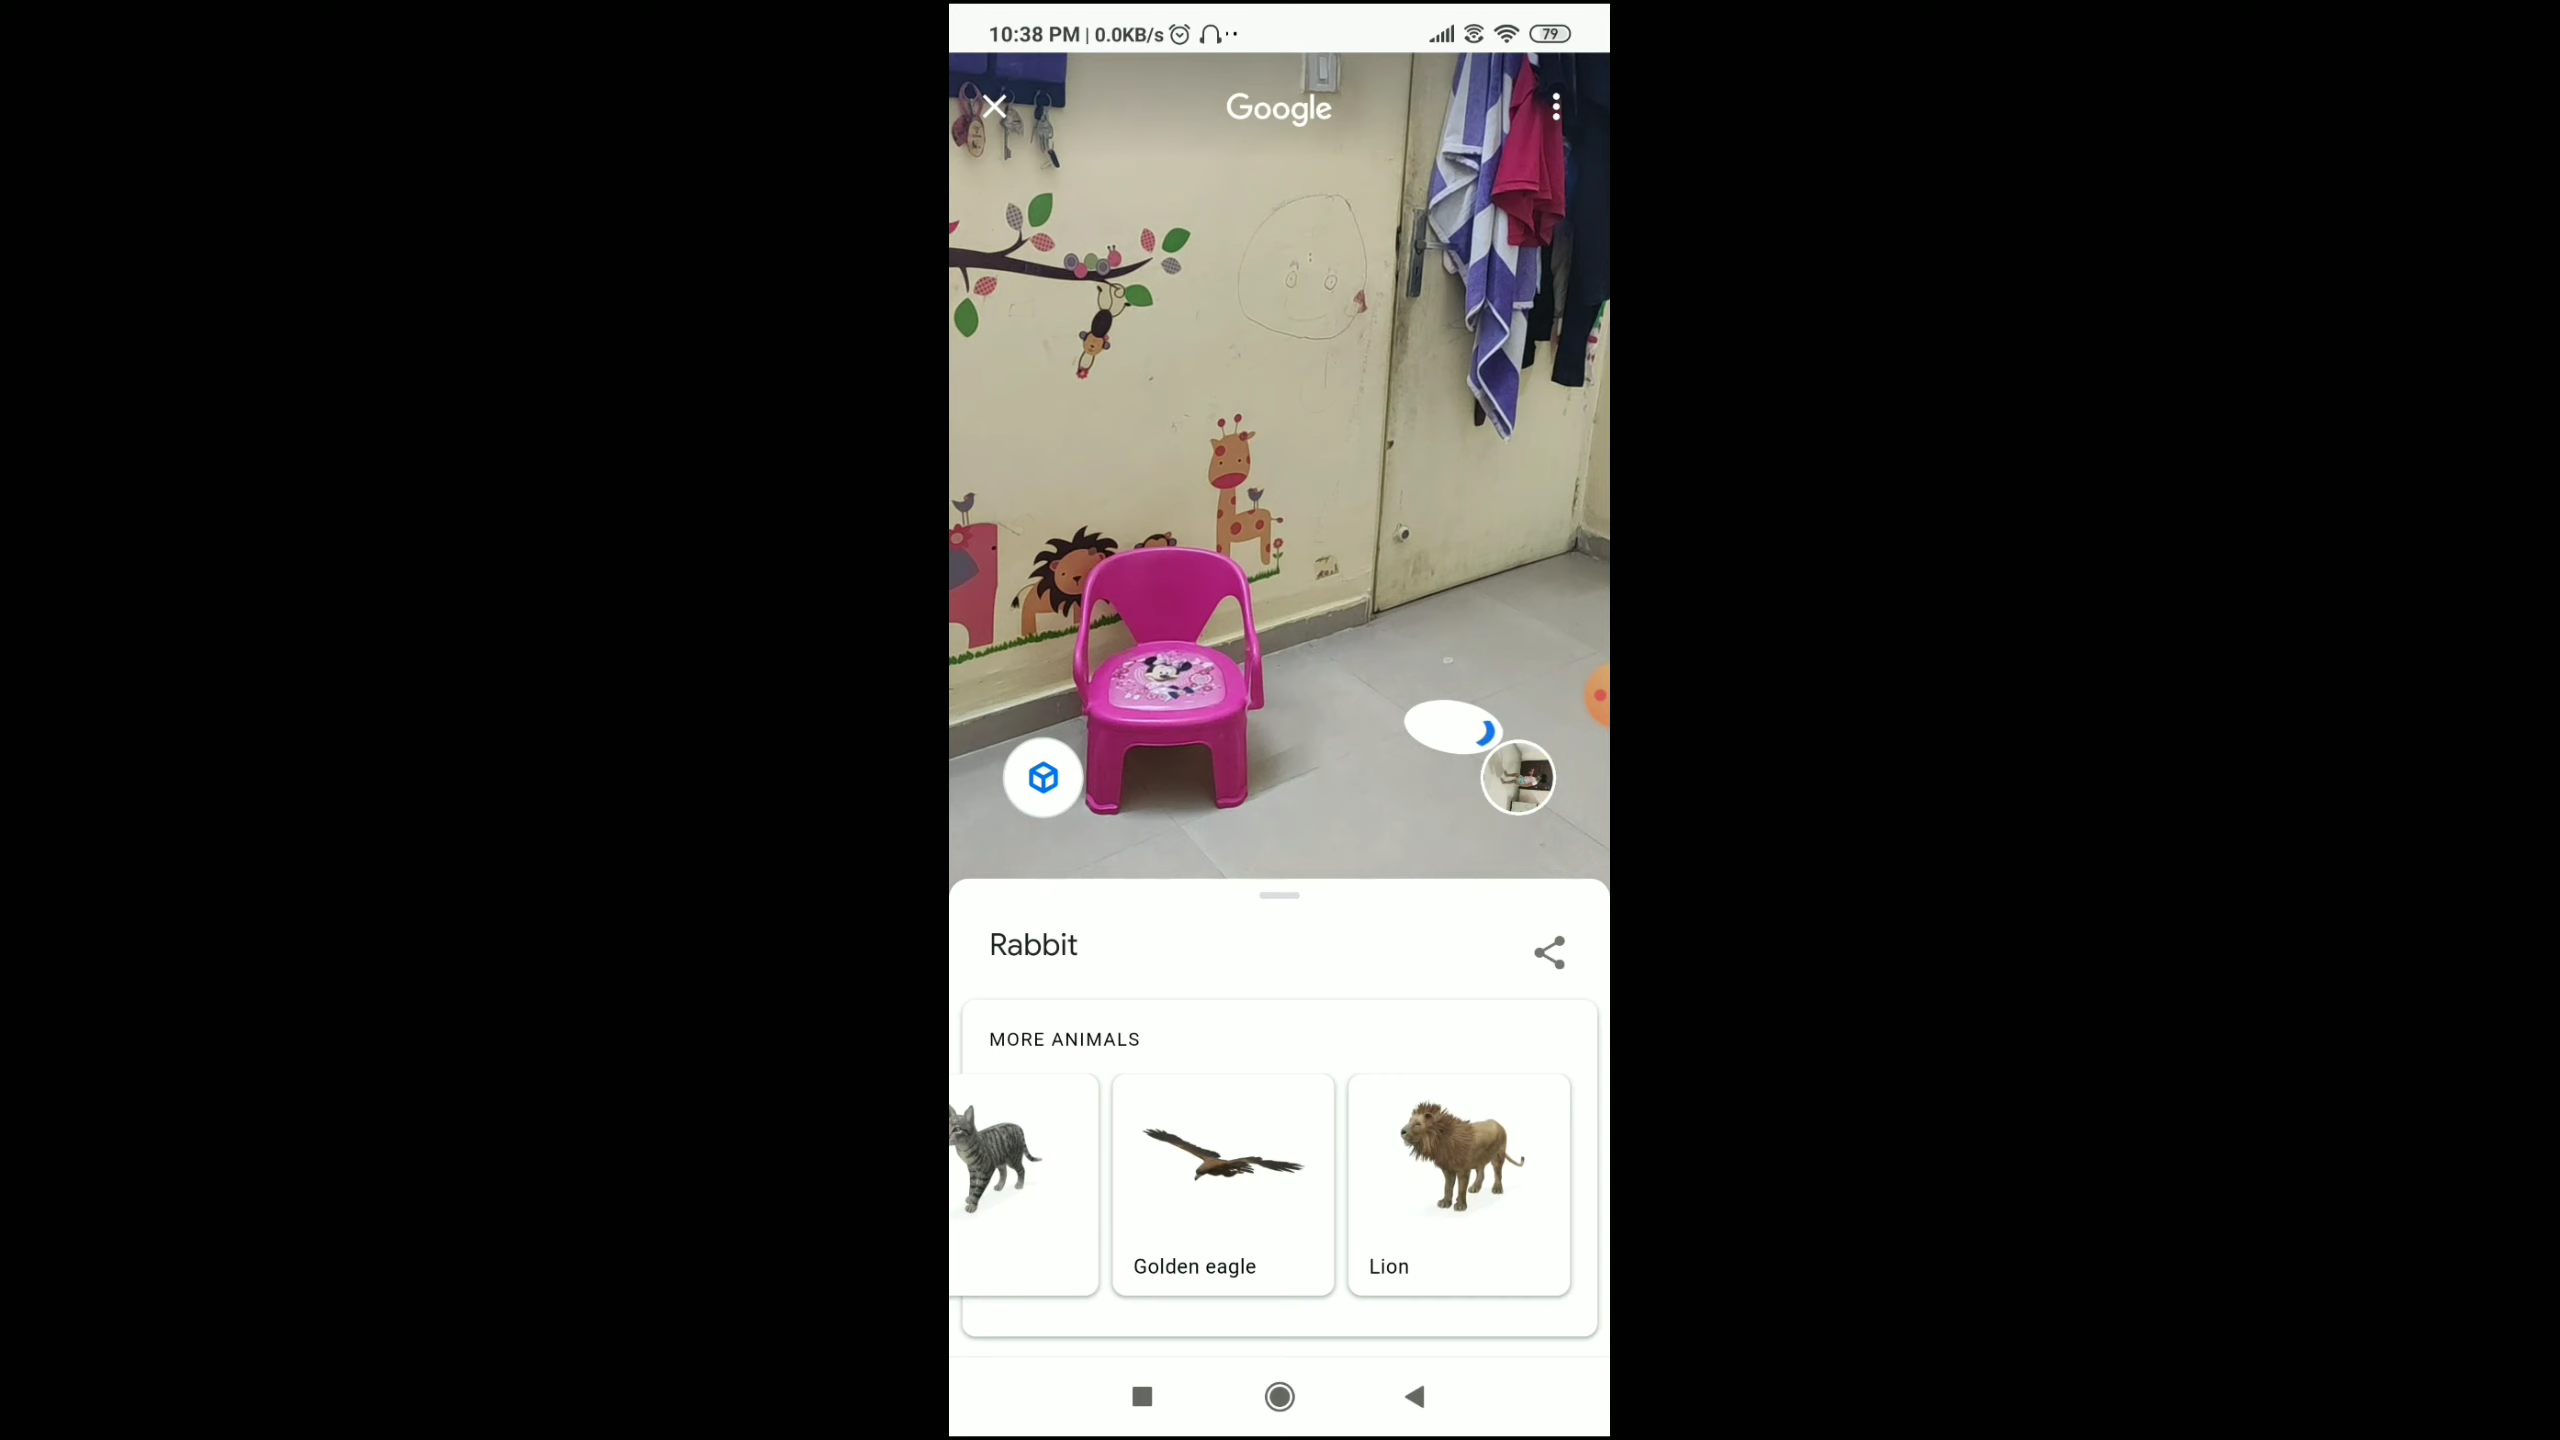 10:38 PM | 0.0KB/s
79
Google
Rabbit
MORE ANIMALS
Golden eagle
Lion